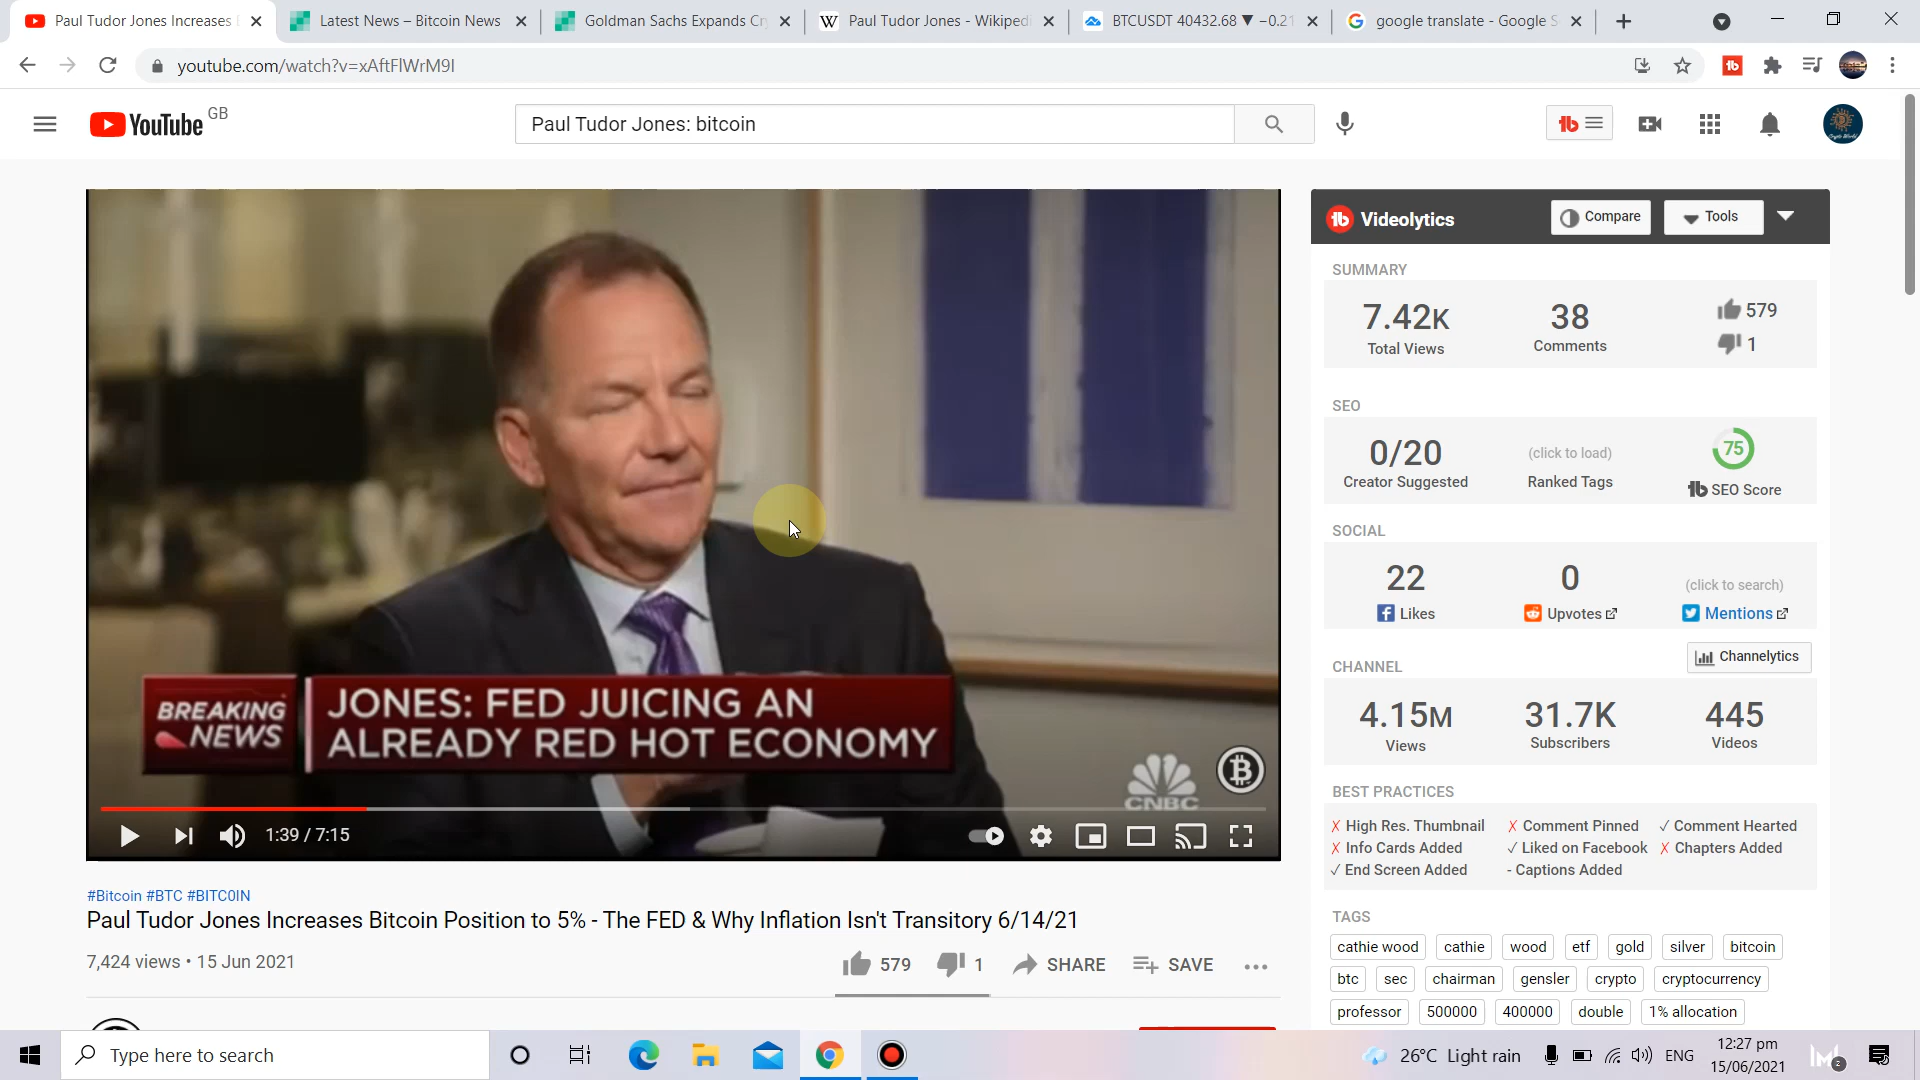 Paul Tudor Jones Increases
Latest News – Bitcoin News
Goldman Sachs Expands Cr
W Paul Tudor Jones - Wikiped
BTCUSDT 40432.68 ▼ −0.21
google translate - Google S
youtube.com/watch?v=xAftFlWrM9I
YouTube GB
Paul Tudor Jones: bitcoin
BREAKING NEWS
JONES: FED JUICING AN
ALREADY RED HOT ECONOMY
CNBC
1:39 / 7:15
#Bitcoin #BTC #BITC0IN
Paul Tudor Jones Increases Bitcoin Position to 5% - The FED & Why Inflation Isn't Transitory 6/14/21
7,424 views • 15 Jun 2021
579 1 SHARE SAVE
Videolytics Compare Tools
SUMMARY
7.42K 38 579
Total Views Comments 1
SEO
0/20 (click to load) 75
Creator Suggested Ranked Tags SEO Score
SOCIAL
22 0 (click to search)
Likes Upvotes Mentions
CHANNEL Channelytics
4.15M 31.7K 445
Views Subscribers Videos
BEST PRACTICES
✗ High Res. Thumbnail ✗ Comment Pinned ✓ Comment Hearted
✗ Info Cards Added ✓ Liked on Facebook ✗ Chapters Added
✓ End Screen Added - Captions Added
TAGS
cathie wood cathie wood etf gold silver bitcoin
btc sec chairman gensler crypto cryptocurrency
professor 500000 400000 double 1% allocation
Type here to search
26°C Light rain ENG
12:27 pm
15/06/2021
2